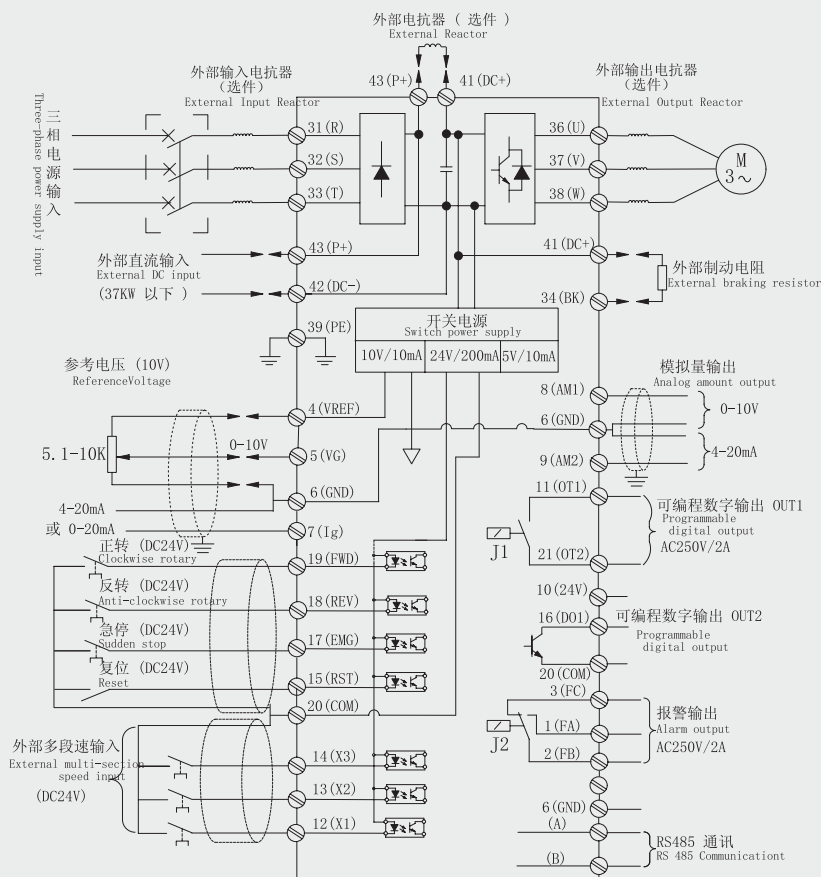 外部电抗器 ( 选件 )
External Reactor
43(P+)
41(DC+)
外部输入电抗器
(选件)
External Input Reactor
外部输出电抗器
(选件)
External Output Reactor
三相电源输入
Three-phase power supply input
31(R)
32(S)
33(T)
36(U)
37(V)
38(W)
M
3~
43(P+)
外部直流输入
External DC input
(37KW 以下 )
42(DC-)
41(DC+)
外部制动电阻
External braking resistor
34(BK)
39(PE)
开关电源
Switch power supply
10V/10mA
24V/200mA
5V/10mA
参考电压 (10V)
ReferenceVoltage
4(VREF)
5.1-10K
0-10V
5(VG)
6(GND)
4-20mA
或 0-20mA
7(Ig)
模拟量输出
Analog amount output
8(AM1)
0-10V
6(GND)
4-20mA
9(AM2)
正转 (DC24V)
Clockwise rotary
19(FWD)
反转 (DC24V)
Anti-clockwise rotary
18(REV)
急停 (DC24V)
Sudden stop
17(EMG)
复位 (DC24V)
Reset
15(RST)
20(COM)
外部多段速输入
External multi-section
speed input
(DC24V)
14(X3)
13(X2)
12(X1)
11(OT1)
可编程数字输出 OUT1
Programmable
digital output
AC250V/2A
J1
21(OT2)
10(24V)
16(DO1)
可编程数字输出 OUT2
Programmable
digital output
20(COM)
3(FC)
报警输出
Alarm output
AC250V/2A
J2
1(FA)
2(FB)
6(GND)
(A)
RS485 通讯
RS 485 Communicationt
(B)